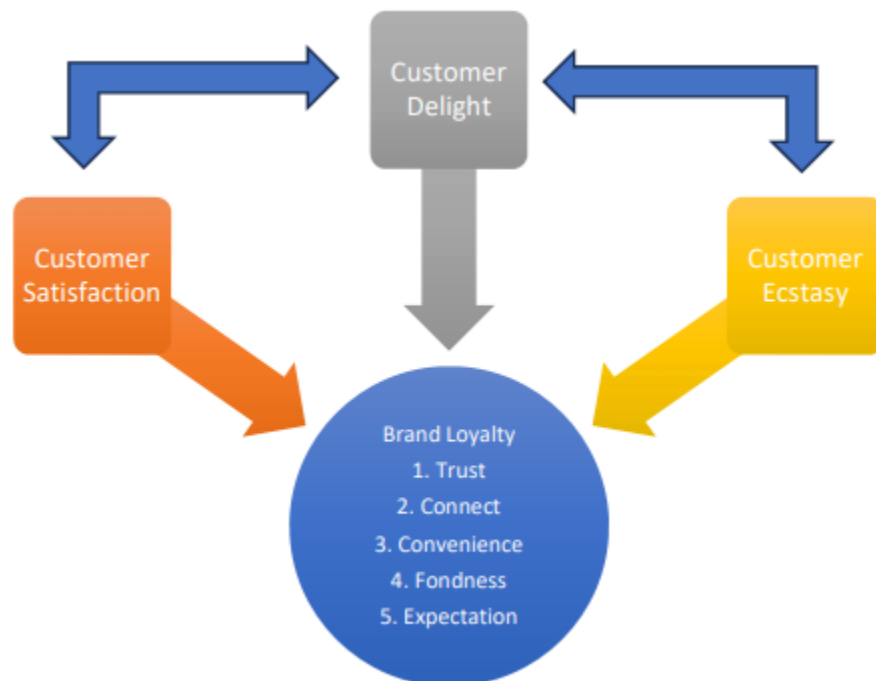 Customer
Delight
Customer
Satisfaction
Customer
Ecstasy
Brand Loyalty
1. Trust
2. Connect
3. Convenience
4. Fondness
5. Expectation